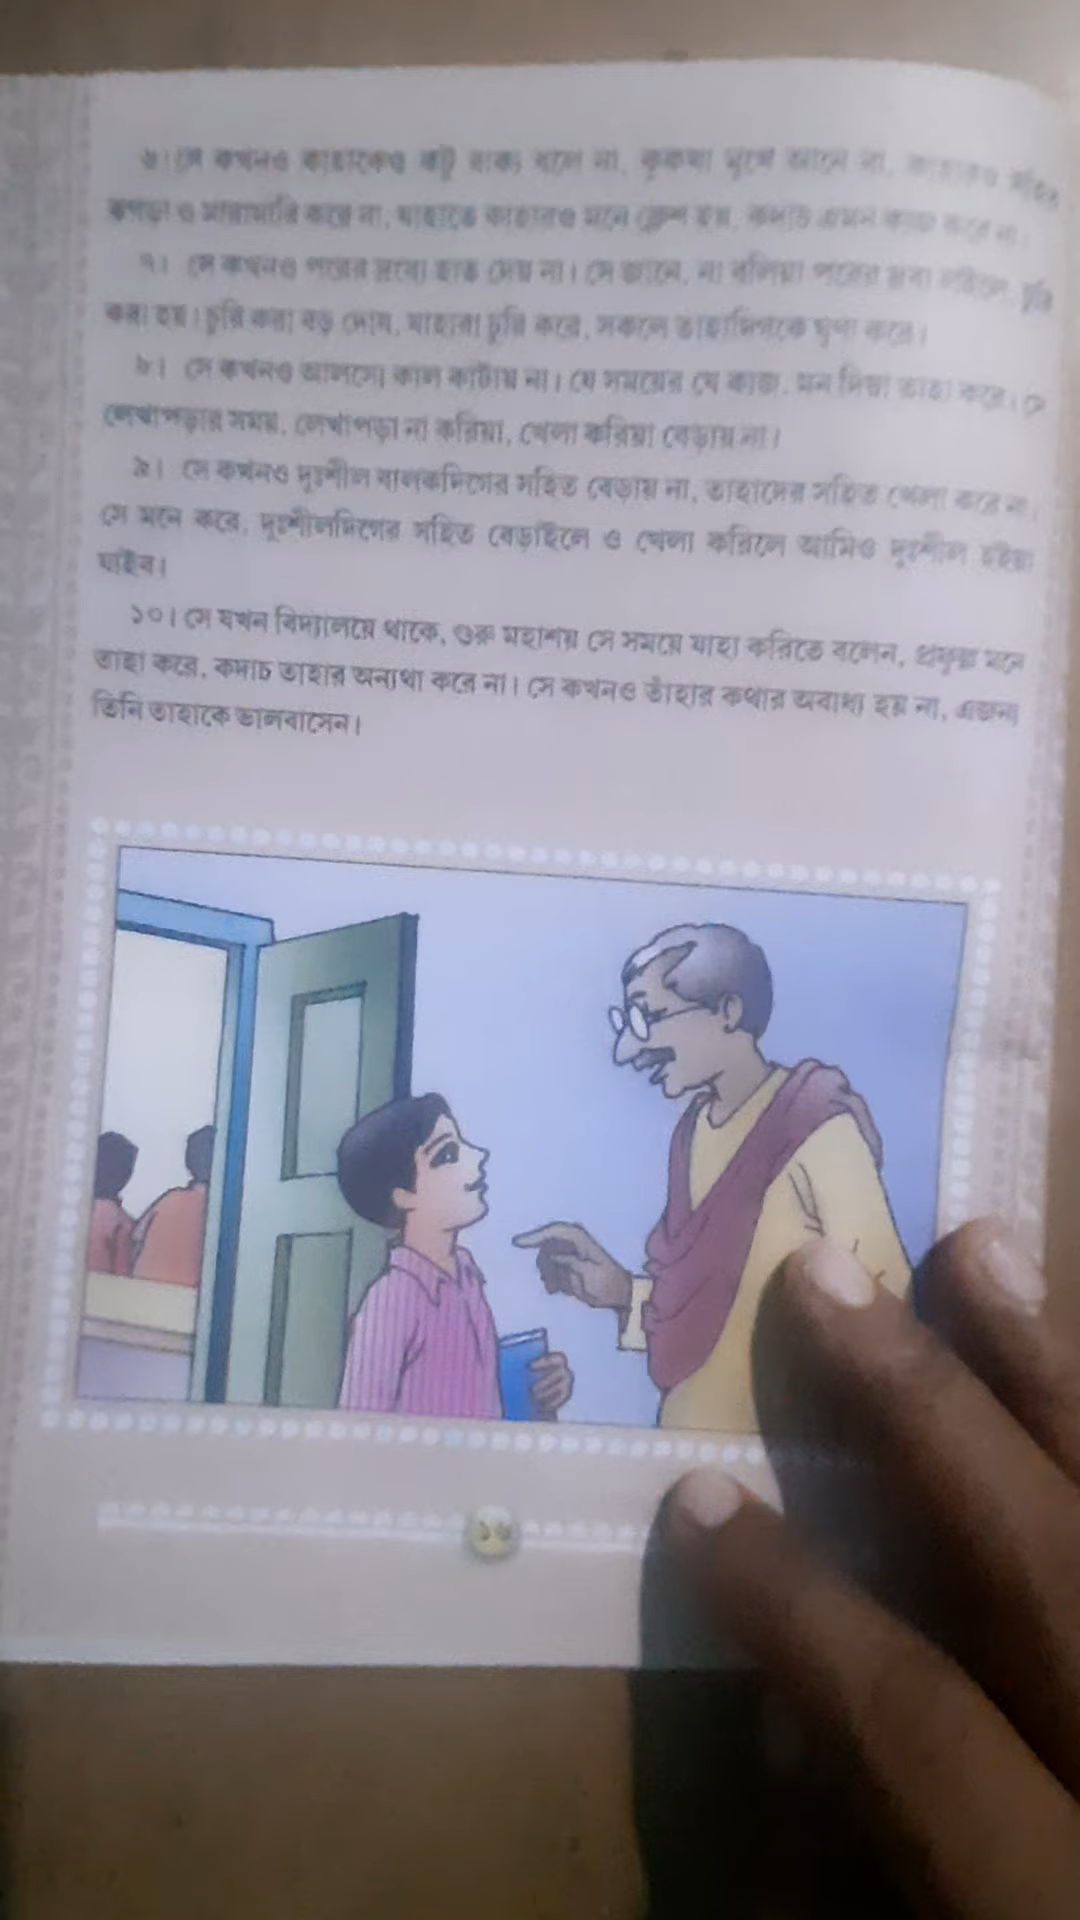 ৬। সে কখনও কাহাকেও কটু বাক্য বলে না, কুকথা মুখে আনে না, কাহারও সহিত
ঝগড়া ও মারামারি করে না, যাহাতে কাহারও মনে ক্লেশ হয়, কদাচ এমন কাজ করে না।
৭। সে কখনও পরের দ্রব্যে হাত দেয় না। সে জানে, না বলিয়া পরের দ্রব্য লইলে, চুরি
করা হয়। চুরি করা বড় দোষ, যাহারা চুরি করে, সকলে তাহাদিগকে ঘৃণা করে।
৮। সে কখনও আলস্যে কাল কাটায় না। যে সময়ের যে কাজ, মন দিয়া তাহা করে। সে
লেখাপড়ার সময়, লেখাপড়া না করিয়া, খেলা করিয়া বেড়ায় না।
৯। সে কখনও দুঃশীল বালকদিগের সহিত বেড়ায় না, তাহাদের সহিত খেলা করে না।
সে মনে করে, দুঃশীলদিগের সহিত বেড়াইলে ও খেলা করিলে আমিও দুঃশীল হইয়া
যাইব।
১০। সে যখন বিদ্যালয়ে থাকে, গুরু মহাশয় সে সময়ে যাহা করিতে বলেন, প্রফুল্ল মনে
তাহা করে, কদাচ তাহার অন্যথা করে না। সে কখনও তাঁহার কথার অবাধ্য হয় না, এজন্য
তিনি তাহাকে ভালবাসেন।